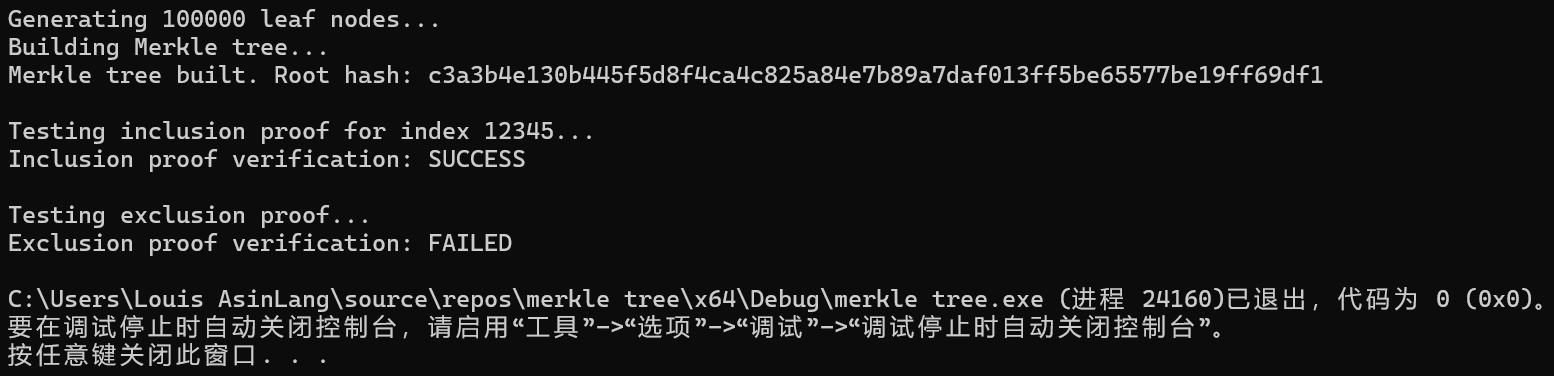 Generating 100000 leaf nodes...
Building Merkle tree...
Merkle tree built. Root hash: c3a3b4e130b445f5d8f4ca4c825a84e7b89a7daf013ff5be65577be19ff69df1
Testing inclusion proof for index 12345...
Inclusion proof verification: SUCCESS
Testing exclusion proof...
Exclusion proof verification: FAILED
C:\Users\Louis AsinLang\source\repos\merkle tree\x64\Debug\merkle tree.exe (进程 24160)已退出，代码为 0 (0x0)。
要在调试停止时自动关闭控制台，请启用“工具”->“选项”->“调试”->“调试停止时自动关闭控制台”。
按任意键关闭此窗口. . .